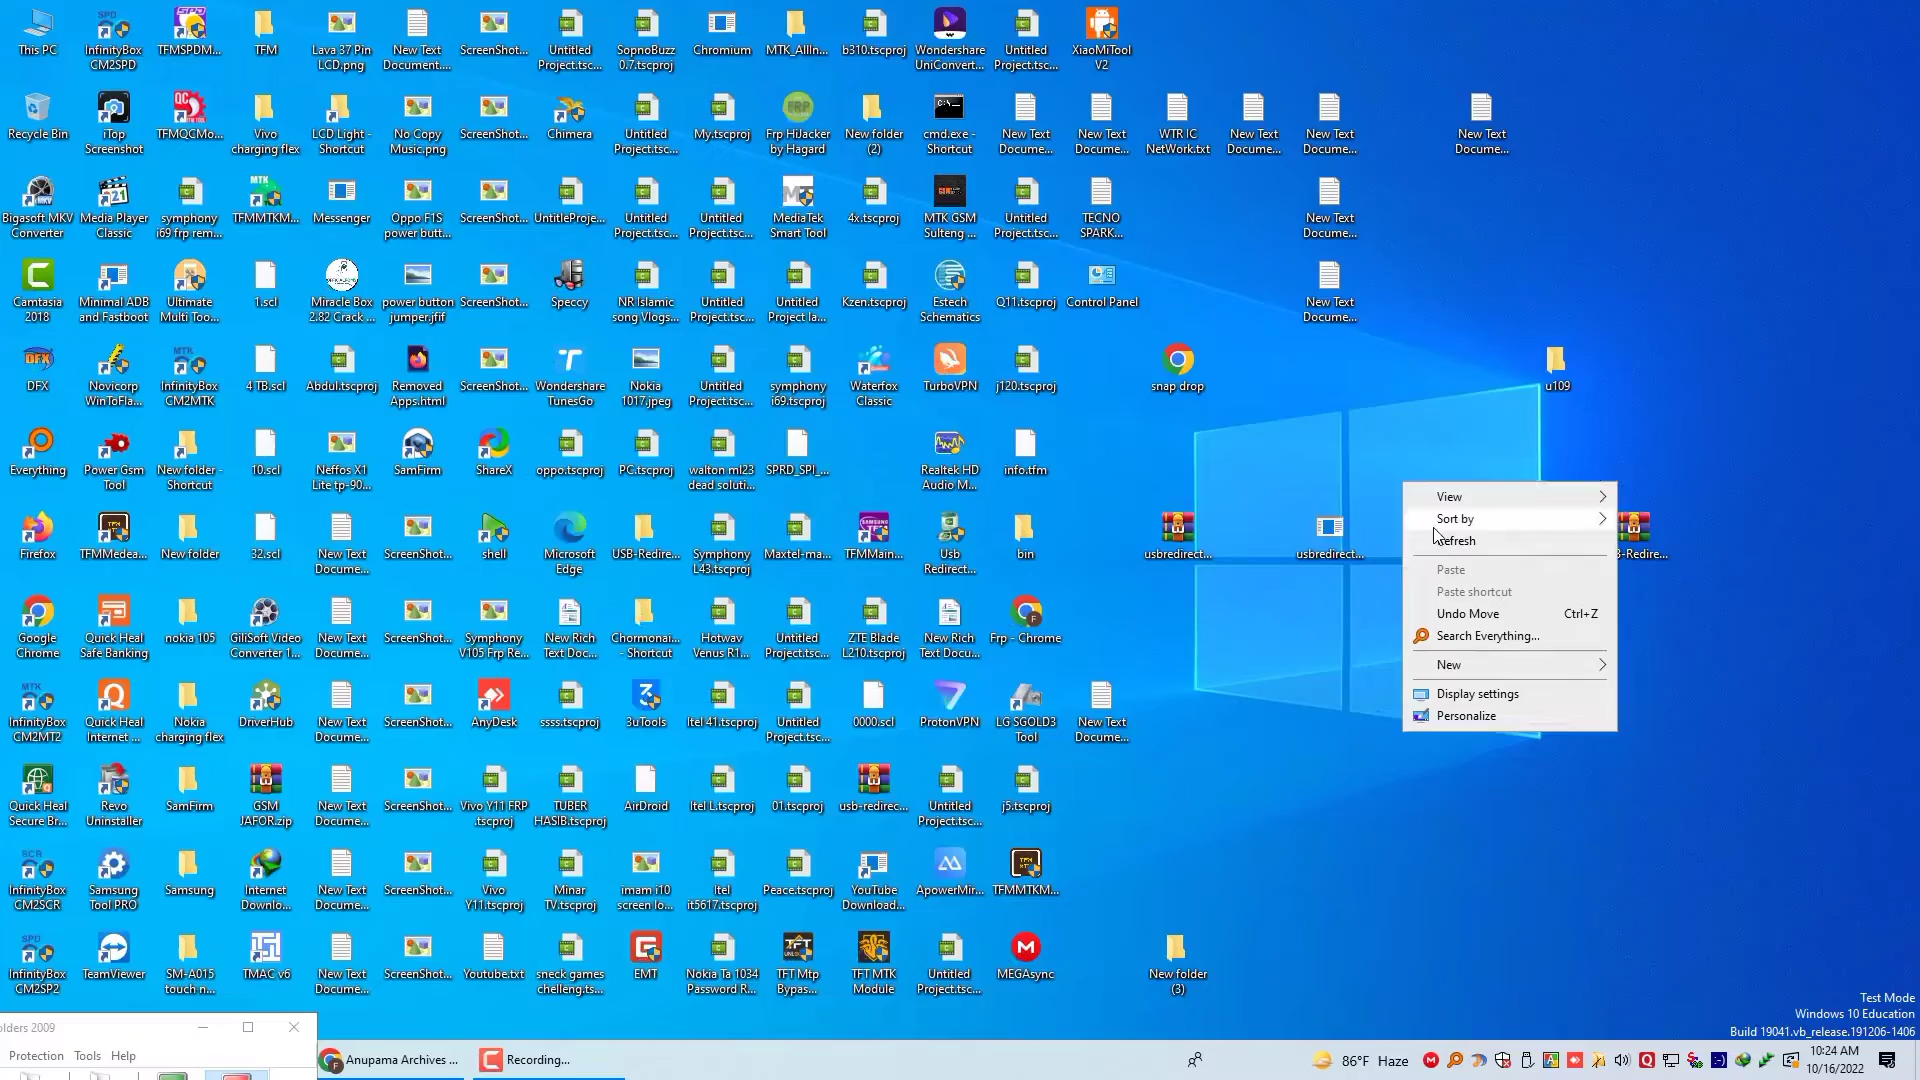 This PC
InfinityBox
CM2SPD
TFMSPDM...
TFM
Lava 37 Pin
LCD.png
New Text
Document....
ScreenShot...
Untitled
Project.tsc...
SopnoBuzz
0.7.tscproj
Chromium
MTK_AllIn...
b310.tscproj
Wondershare
UniConvert...
Untitled
Project.tsc...
XiaoMiTool
V2
Recycle Bin
iTop
Screenshot
TFMQCMo...
Vivo
charging flex
LCD Light -
Shortcut
No Copy
Music.png
ScreenShot...
Chimera
Untitled
Project.tsc...
My.tscproj
Frp HiJacker
by Hagard
New folder
(2)
cmd.exe -
Shortcut
New Text
Docume...
New Text
Docume...
WTR IC
NetWork.txt
New Text
Docume...
New Text
Docume...
New Text
Docume...
Bigasoft MKV
Converter
Media Player
Classic
symphony
i69 frp rem...
TFMMTKM...
Messenger
Oppo F1S
power butt...
ScreenShot...
UntitleProje...
Untitled
Project.tsc...
Untitled
Project.tsc...
MediaTek
Smart Tool
4x.tscproj
MTK GSM
Sulteng ...
Untitled
Project.tsc...
TECNO
SPARK...
New Text
Docume...
Camtasia
2018
Minimal ADB
and Fastboot
Ultimate
Multi Too...
1.scl
Miracle Box
2.82 Crack ...
power button
jumper.jfif
ScreenShot...
Speccy
NR Islamic
song Vlogs...
Untitled
Project.tsc...
Untitled
Project la...
Kzen.tscproj
Estech
Schematics
Q11.tscproj
Control Panel
New Text
Docume...
DFX
Novicorp
WinToFla...
InfinityBox
CM2MTK
4 TB.scl
Abdul.tscproj
Removed
Apps.html
ScreenShot...
Wondershare
TunesGo
Nokia
1017.jpeg
Untitled
Project.tsc...
symphony
i69.tscproj
Waterfox
Classic
TurboVPN
j120.tscproj
snap drop
u109
Everything
Power Gsm
Tool
New folder -
Shortcut
10.scl
Neffos X1
Lite tp-90...
SamFirm
ShareX
oppo.tscproj
PC.tscproj
walton ml23
dead soluti...
SPRD_SPI_...
Realtek HD
Audio M...
info.tfm
Firefox
TFMMedea...
New folder
32.scl
New Text
Docume...
ScreenShot...
shell
Microsoft
Edge
USB-Redire...
Symphony
L43.tscproj
Maxtel-ma...
TFMMain...
Usb
Redirect...
bin
usbredirect...
usbredirect...
-Redire...
View
Sort by
efresh
Paste
Paste shortcut
Undo Move Ctrl+Z
Search Everything...
New
Display settings
Personalize
Google
Chrome
Quick Heal
Safe Banking
nokia 105
GiliSoft Video
Converter 1...
New Text
Docume...
ScreenShot...
Symphony
V105 Frp Re...
New Rich
Text Doc...
Chormonai...
- Shortcut
Hotwav
Venus R1...
Untitled
Project.tsc...
ZTE Blade
L210.tscproj
New Rich
Text Docu...
Frp - Chrome
InfinityBox
CM2MT2
Quick Heal
Internet ...
Nokia
charging flex
DriverHub
New Text
Docume...
ScreenShot...
AnyDesk
ssss.tscproj
3uTools
Itel 41.tscproj
Untitled
Project.tsc...
0000.scl
ProtonVPN
LG SGOLD3
Tool
New Text
Docume...
Quick Heal
Secure Br...
Revo
Uninstaller
SamFirm
GSM
JAFOR.zip
New Text
Docume...
ScreenShot...
Vivo Y11 FRP
.tscproj
TUBER
HASIB.tscproj
AirDroid
Itel L.tscproj
01.tscproj
usb-redirec...
Untitled
Project.tsc...
j5.tscproj
InfinityBox
CM2SCR
Samsung
Tool PRO
Samsung
Internet
Downlo...
New Text
Docume...
ScreenShot...
Vivo
Y11.tscproj
Minar
TV.tscproj
imam i10
screen lo...
Itel
it5617.tscproj
Peace.tscproj
YouTube
Download...
ApowerMir...
TFMMTKM...
InfinityBox
CM2SP2
TeamViewer
SM-A015
touch n...
TMAC v6
New Text
Docume...
ScreenShot...
Youtube.txt
sneck games
chelleng.ts...
EMT
Nokia Ta 1034
Password R...
TFT Mtp
Bypas...
TFT MTK
Module
Untitled
Project.tsc...
MEGAsync
New folder
(3)
Test Mode
Windows 10 Education
Build 19041.vb_release.191206-1406
olders 2009
Protection Tools Help
Anupama Archives ...
Recording...
86°F Haze
10:24 AM
10/16/2022